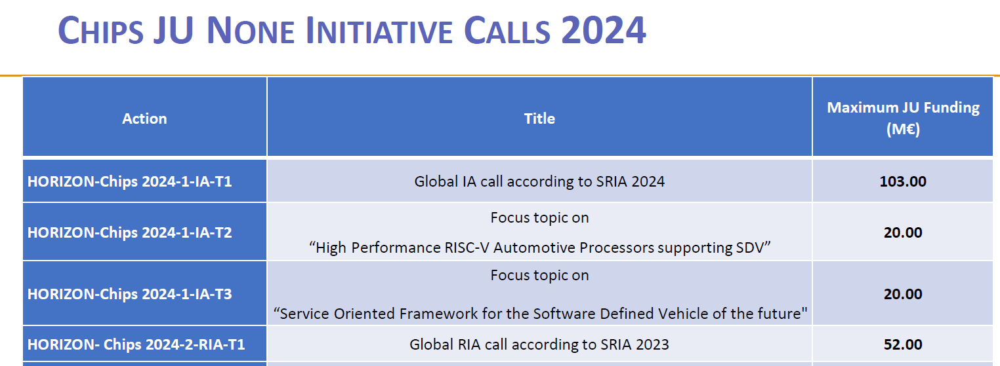 CHIPS JU NONE INITIATIVE CALLS 2024
Action
Title
Maximum JU Funding
(M€)
HORIZON-Chips 2024-1-IA-T1
Global IA call according to SRIA 2024
103.00
HORIZON-Chips 2024-1-IA-T2
Focus topic on
“High Performance RISC-V Automotive Processors supporting SDV”
20.00
HORIZON-Chips 2024-1-IA-T3
Focus topic on
“Service Oriented Framework for the Software Defined Vehicle of the future"
20.00
HORIZON- Chips 2024-2-RIA-T1
Global RIA call according to SRIA 2023
52.00